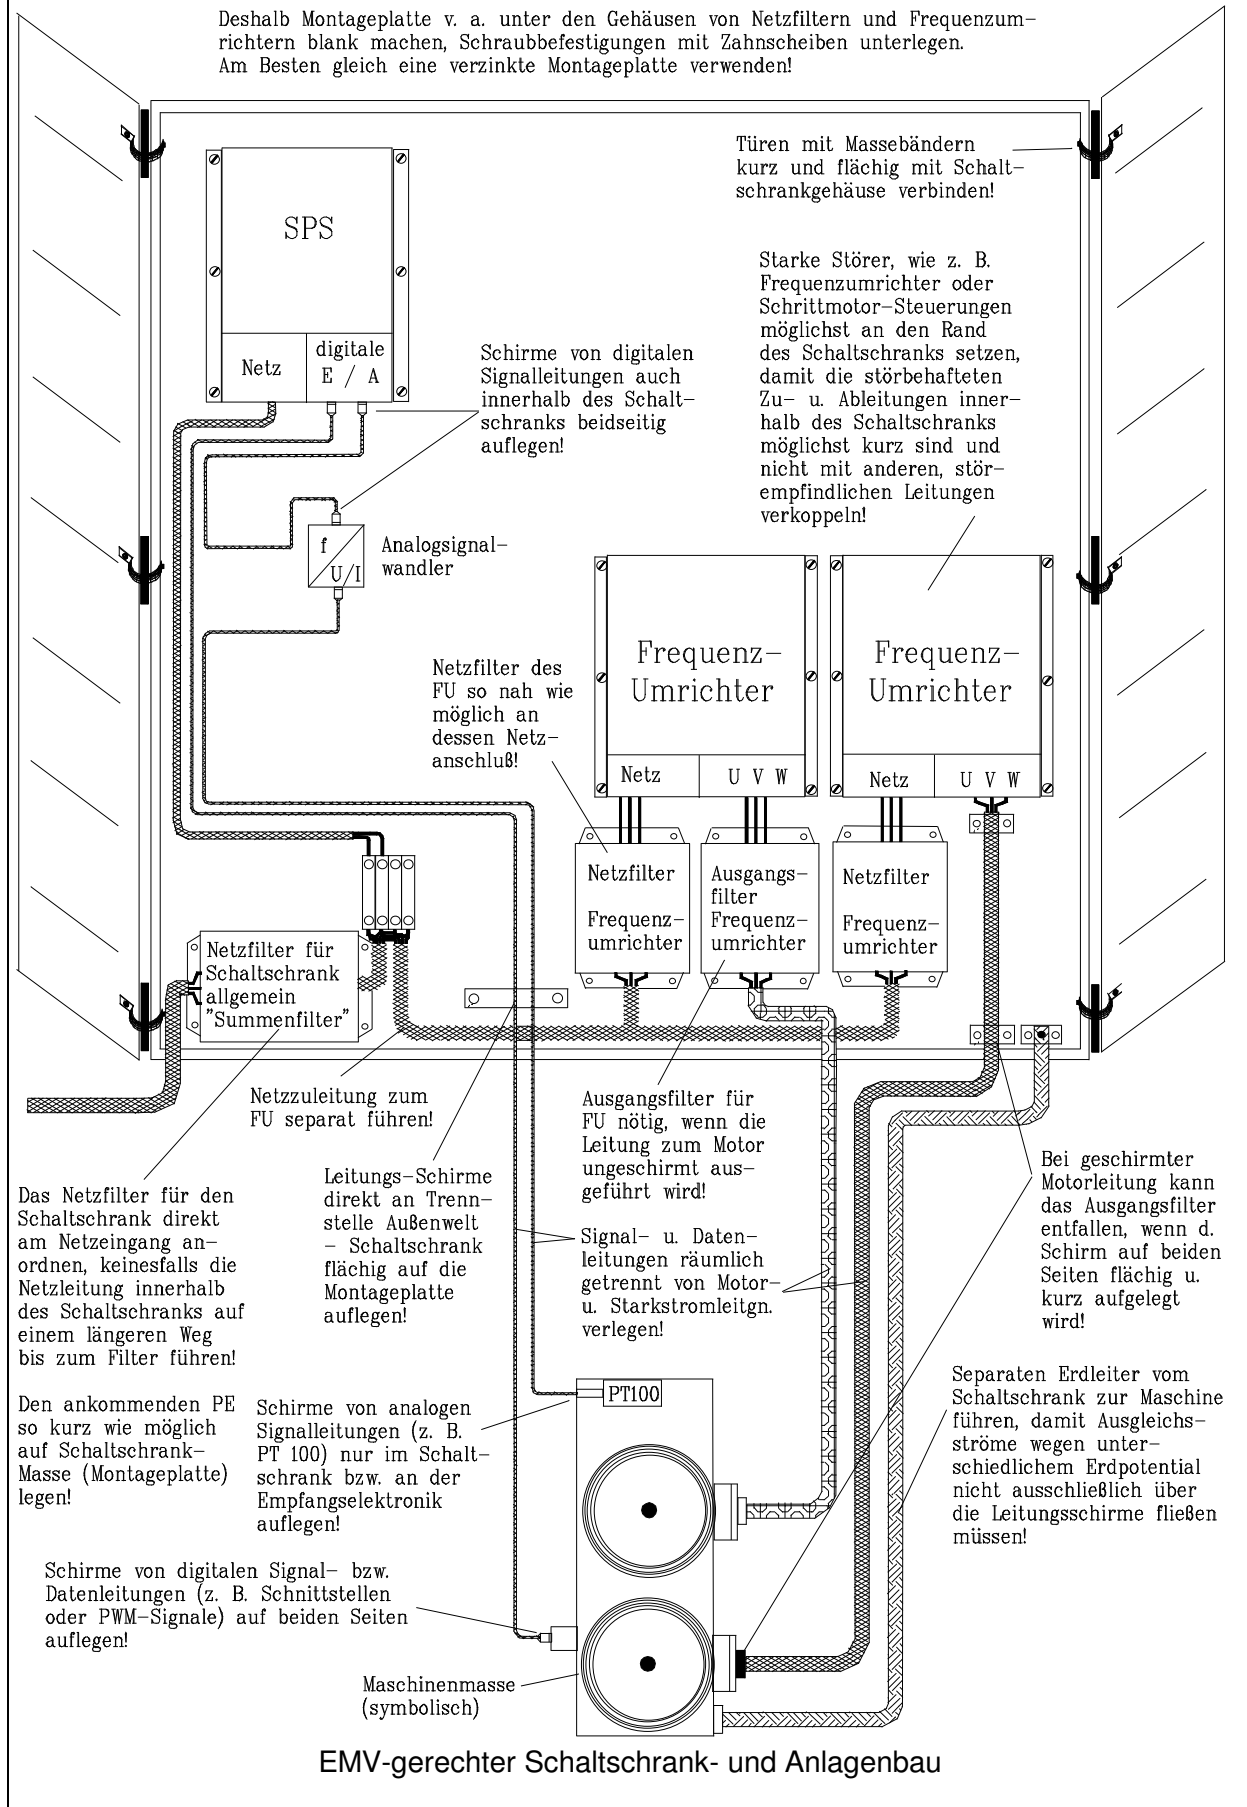 Deshalb Montageplatte v. a. unter den Gehäusen von Netzfiltern und Frequenzum-
richtern blank machen, Schraubbefestigungen mit Zahnscheiben unterlegen.
Am Besten gleich eine verzinkte Montageplatte verwenden!
Türen mit Massebändern
kurz und flächig mit Schalt-
schrankgehäuse verbinden!
SPS
Netz
digitale
E / A
Starke Störer, wie z. B.
Frequenzumrichter oder
Schrittmotor-Steuerungen
möglichst an den Rand
des Schaltschranks setzen,
damit die störbehafteten
Zu- u. Ableitungen inner-
halb des Schaltschranks
möglichst kurz sind und
nicht mit anderen, stör-
empfindlichen Leitungen
verkoppeln!
Schirme von digitalen
Signalleitungen auch
innerhalb des Schalt-
schranks beidseitig
auflegen!
f
U/I
Analogsignal-
wandler
Netzfilter des
FU so nah wie
möglich an
dessen Netz-
anschluß!
Frequenz-
Umrichter
Netz
U V W
Frequenz-
Umrichter
Netz
U V W
Netzfilter
Frequenz-
umrichter
Ausgangs-
filter
Frequenz-
umrichter
Netzfilter
Frequenz-
umrichter
Netzfilter für
Schaltschrank
allgemein
"Summenfilter"
Netzzuleitung zum
FU separat führen!
Ausgangsfilter für
FU nötig, wenn die
Leitung zum Motor
ungeschirmt aus-
geführt wird!
Das Netzfilter für den
Schaltschrank direkt
am Netzeingang an-
ordnen, keinesfalls die
Netzleitung innerhalb
des Schaltschranks auf
einem längeren Weg
bis zum Filter führen!
Leitungs-Schirme
direkt an Trenn-
stelle Außenwelt
- Schaltschrank
flächig auf die
Montageplatte
auflegen!
Signal- u. Daten-
leitungen räumlich
getrennt von Motor-
u. Starkstromleitgn.
verlegen!
Bei geschirmter
Motorleitung kann
das Ausgangsfilter
entfallen, wenn d.
Schirm auf beiden
Seiten flächig u.
kurz aufgelegt
wird!
Den ankommenden PE
so kurz wie möglich
auf Schaltschrank-
Masse (Montageplatte)
legen!
Schirme von analogen
Signalleitungen (z. B.
PT 100) nur im Schalt-
schrank bzw. an der
Empfangselektronik
auflegen!
PT100
Separaten Erdleiter vom
Schaltschrank zur Maschine
führen, damit Ausgleichs-
ströme wegen unter-
schiedlichem Erdpotential
nicht ausschließlich über
die Leitungsschirme fließen
müssen!
Schirme von digitalen Signal- bzw.
Datenleitungen (z. B. Schnittstellen
oder PWM-Signale) auf beiden Seiten
auflegen!
Maschinenmasse
(symbolisch)
EMV-gerechter Schaltschrank- und Anlagenbau